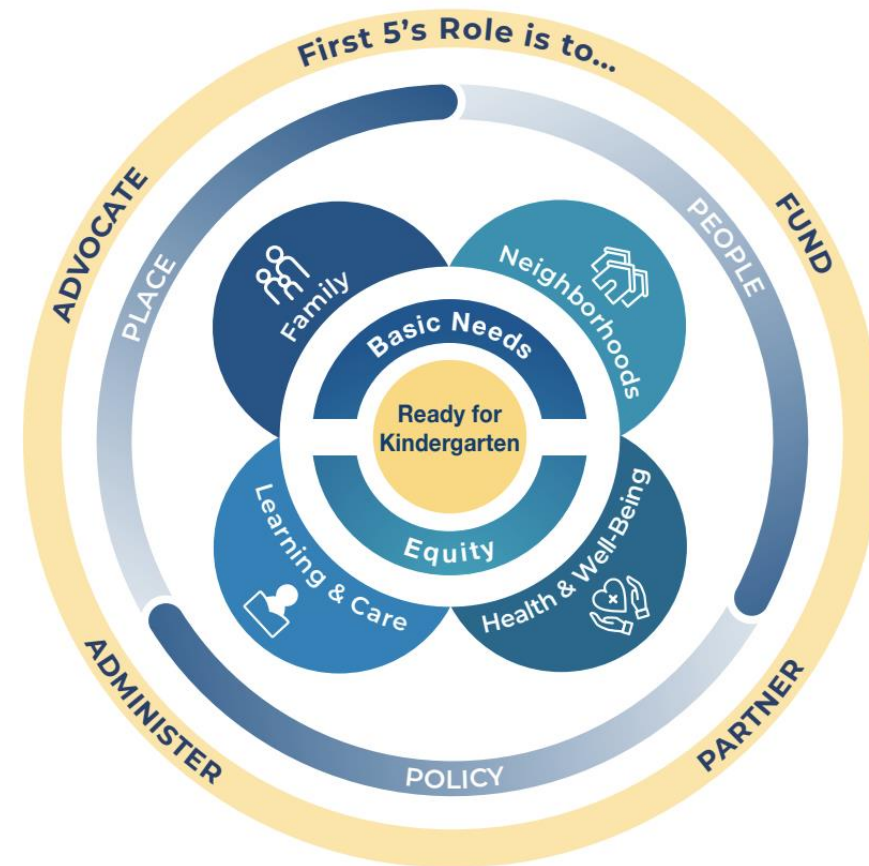 First 5's Role is to...
ADVOCATE
FUND
PARTNER
ADMINISTER
PLACE
PEOPLE
POLICY
Family
Neighborhoods
Learning & Care
Health & Well-Being
Basic Needs
Ready for
Kindergarten
Equity